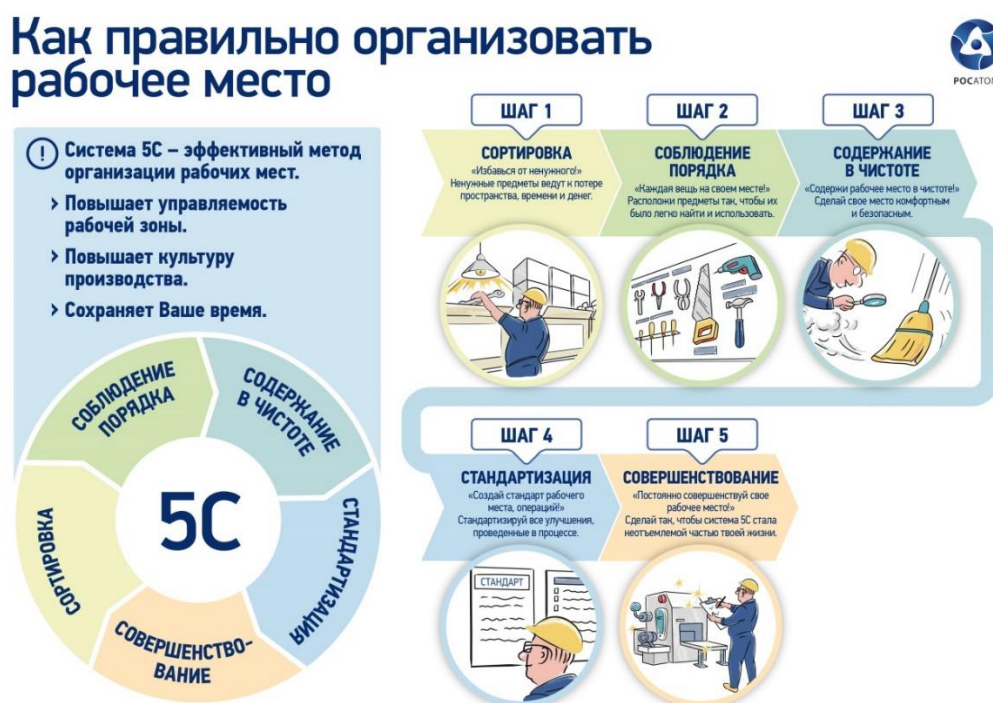 Как правильно организовать
рабочее место
РОСАТОМ
! Система 5С – эффективный метод
организации рабочих мест.
› Повышает управляемость
рабочей зоны.
› Повышает культуру
производства.
› Сохраняет Ваше время.
СОБЛЮДЕНИЕ
ПОРЯДКА
СОДЕРЖАНИЕ
В ЧИСТОТЕ
СТАНДАРТИЗАЦИЯ
СОВЕРШЕНСТВО-
ВАНИЕ
СОРТИРОВКА
5С
ШАГ 1
СОРТИРОВКА
«Избавься от ненужного!»
Ненужные предметы ведут к потере
пространства, времени и денег.
ШАГ 2
СОБЛЮДЕНИЕ
ПОРЯДКА
«Каждая вещь на своем месте!»
Расположи предметы так, чтобы их
было легко найти и использовать.
ШАГ 3
СОДЕРЖАНИЕ
В ЧИСТОТЕ
«Содержи рабочее место в чистоте!»
Сделай свое место комфортным
и безопасным.
ШАГ 4
СТАНДАРТИЗАЦИЯ
«Создай стандарт рабочего
места, операций!»
Стандартизируй все улучшения,
проведенные в процессе.
СТАНДАРТ
ШАГ 5
СОВЕРШЕНСТВОВАНИЕ
«Постоянно совершенствуй свое
рабочее место!»
Сделай так, чтобы система 5С стала
неотъемлемой частью твоей жизни.